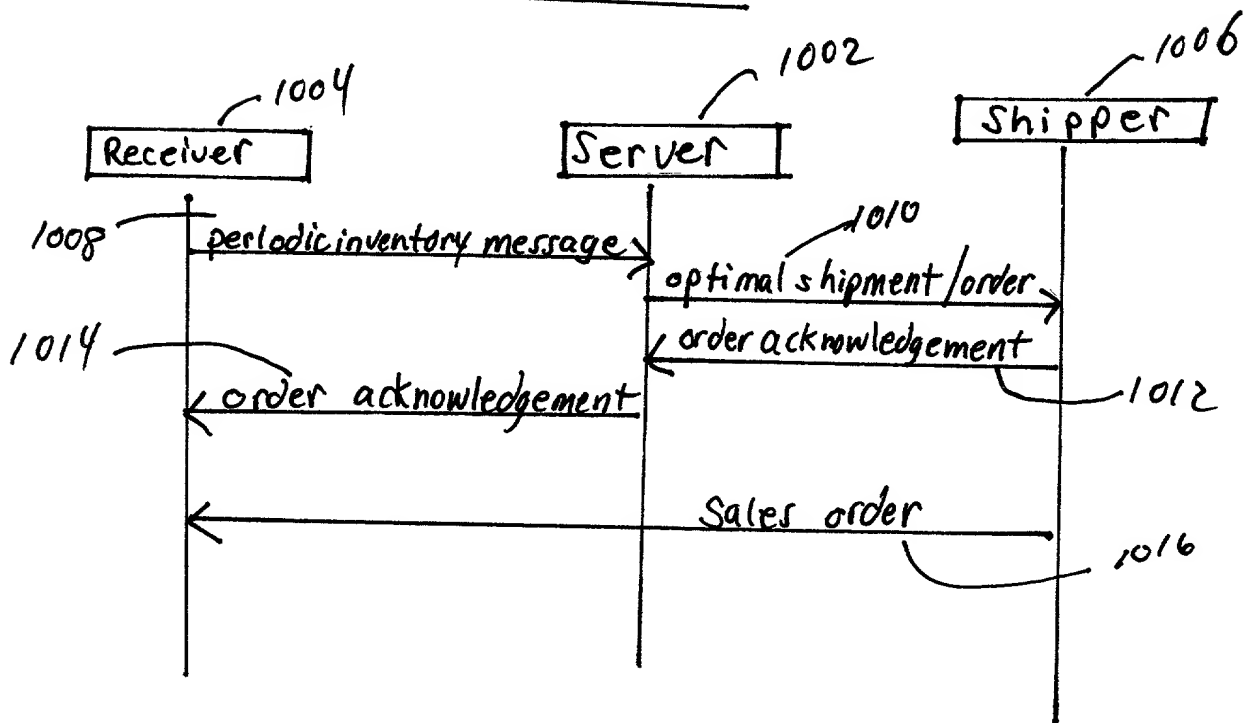 1004
1002
1006
Receiver
Server
Shipper
1008
periodic inventory message
1010
optimal shipment/order
1014
order acknowledgement
1012
order acknowledgement
Sales order
1016